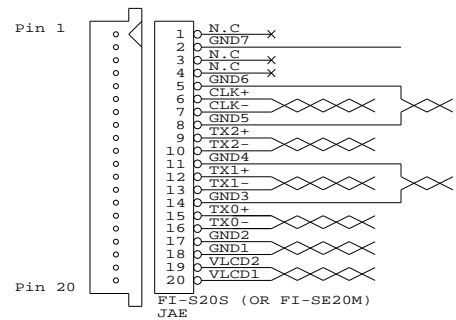 Pin 1
1 N.C
2 GND7
3 N.C
4 N.C
5 GND6
6 CLK+
7 CLK-
8 GND5
9 TX2+
10 TX2-
11 GND4
12 TX1+
13 TX1-
14 GND3
15 TX0+
16 TX0-
17 GND2
18 GND1
19 VLCD2
20 VLCD1
Pin 20
FI-S20S (OR FI-SE20M)
JAE